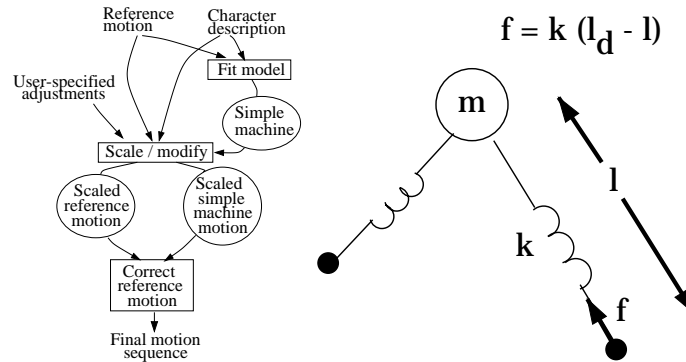 Reference
motion
Character
description
Fit model
User-specified
adjustments
Simple
machine
Scale / modify
Scaled
reference
motion
Scaled
simple
machine
motion
Correct
reference
motion
Final motion
sequence
f = k (l_d - l)
m
l
k
f